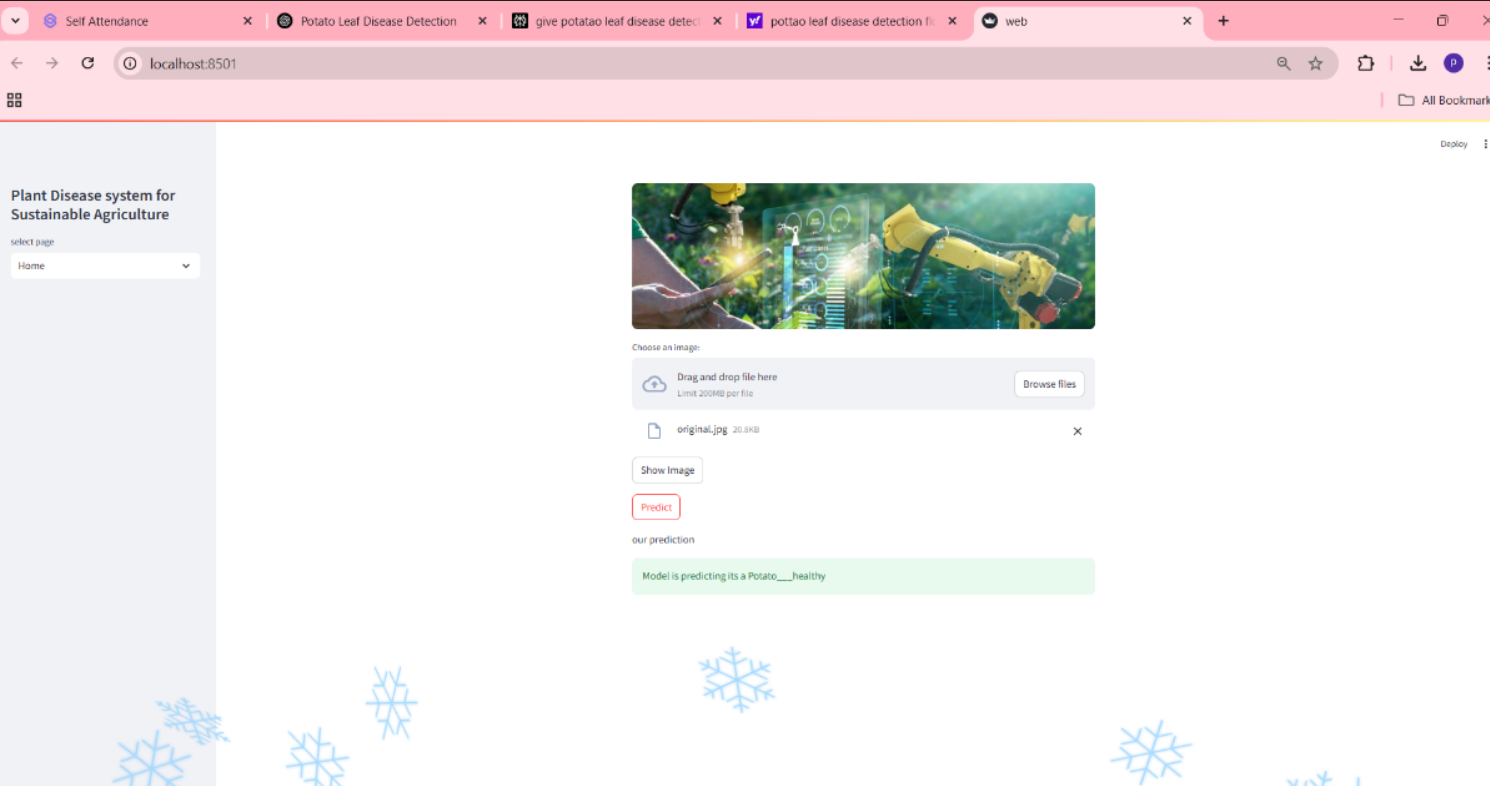 Self Attendance
Potato Leaf Disease Detection
give potatao leaf disease detect
pottao leaf disease detection fl
web
localhost:8501
P
All Bookmark
Deploy
Plant Disease system for
Sustainable Agriculture
select page
Home
Choose an image:
Drag and drop file here
Limit 200MB per file
Browse files
original.jpg 20.8KB
Show Image
Predict
our prediction
Model is predicting its a Potato___healthy